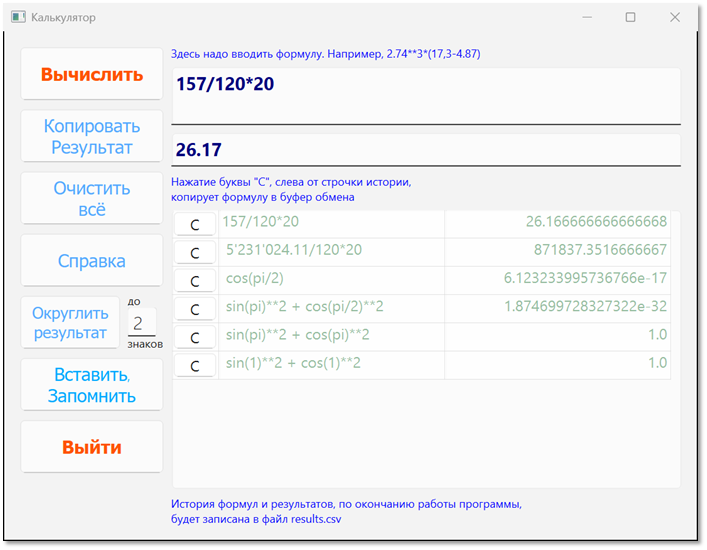 Калькулятор
Вычислить
Копировать
Результат
Очистить
всё
Справка
Округлить
результат
до
2
знаков
Вставить,
Запомнить
Выйти
Здесь надо вводить формулу. Например, 2.74**3*(17,3-4.87)
157/120*20
26.17
Нажатие буквы "С", слева от строчки истории,
копирует формулу в буфер обмена
С 157/120*20 26.166666666666668
С 5'231'024.11/120*20 871837.3516666667
С cos(pi/2) 6.123233995736766e-17
С sin(pi)**2 + cos(pi/2)**2 1.874699728327322e-32
С sin(pi)**2 + cos(pi)**2 1.0
С sin(1)**2 + cos(1)**2 1.0
История формул и результатов, по окончанию работы программы,
будет записана в файл results.csv